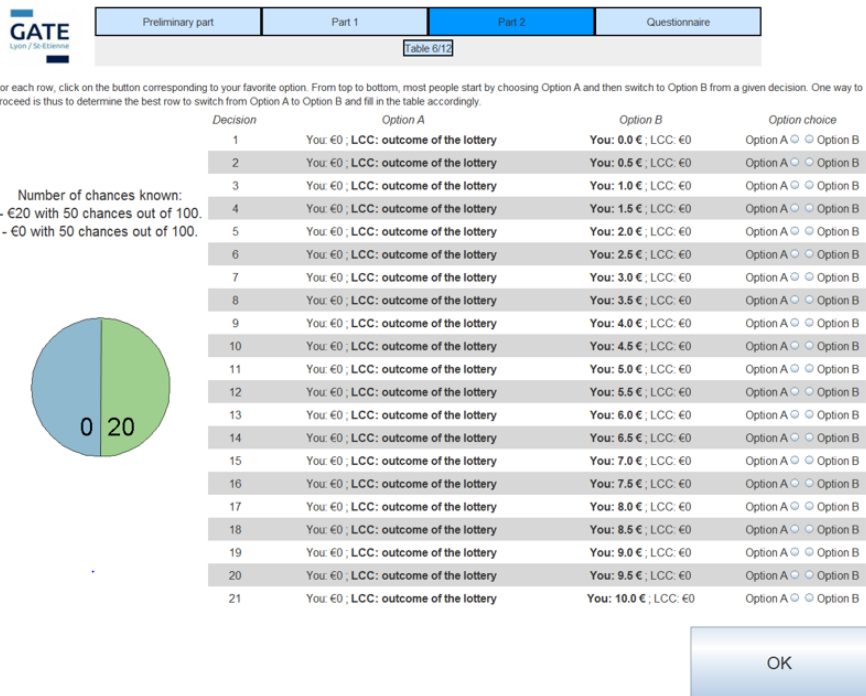 GATE
Lyon / St-Etienne
Preliminary part Part 1 Part 2 Questionnaire
Table 6/12
or each row, click on the button corresponding to your favorite option. From top to bottom, most people start by choosing Option A and then switch to Option B from a given decision. One way to
roceed is thus to determine the best row to switch from Option A to Option B and fill in the table accordingly.
Decision Option A Option B Option choice
1 You: €0 ; LCC: outcome of the lottery You: 0.0 € ; LCC: €0 Option A Option B
2 You: €0 ; LCC: outcome of the lottery You: 0.5 € ; LCC: €0 Option A Option B
3 You: €0 ; LCC: outcome of the lottery You: 1.0 € ; LCC: €0 Option A Option B
4 You: €0 ; LCC: outcome of the lottery You: 1.5 € ; LCC: €0 Option A Option B
5 You: €0 ; LCC: outcome of the lottery You: 2.0 € ; LCC: €0 Option A Option B
6 You: €0 ; LCC: outcome of the lottery You: 2.5 € ; LCC: €0 Option A Option B
7 You: €0 ; LCC: outcome of the lottery You: 3.0 € ; LCC: €0 Option A Option B
8 You: €0 ; LCC: outcome of the lottery You: 3.5 € ; LCC: €0 Option A Option B
9 You: €0 ; LCC: outcome of the lottery You: 4.0 € ; LCC: €0 Option A Option B
10 You: €0 ; LCC: outcome of the lottery You: 4.5 € ; LCC: €0 Option A Option B
11 You: €0 ; LCC: outcome of the lottery You: 5.0 € ; LCC: €0 Option A Option B
12 You: €0 ; LCC: outcome of the lottery You: 5.5 € ; LCC: €0 Option A Option B
13 You: €0 ; LCC: outcome of the lottery You: 6.0 € ; LCC: €0 Option A Option B
14 You: €0 ; LCC: outcome of the lottery You: 6.5 € ; LCC: €0 Option A Option B
15 You: €0 ; LCC: outcome of the lottery You: 7.0 € ; LCC: €0 Option A Option B
16 You: €0 ; LCC: outcome of the lottery You: 7.5 € ; LCC: €0 Option A Option B
17 You: €0 ; LCC: outcome of the lottery You: 8.0 € ; LCC: €0 Option A Option B
18 You: €0 ; LCC: outcome of the lottery You: 8.5 € ; LCC: €0 Option A Option B
19 You: €0 ; LCC: outcome of the lottery You: 9.0 € ; LCC: €0 Option A Option B
20 You: €0 ; LCC: outcome of the lottery You: 9.5 € ; LCC: €0 Option A Option B
21 You: €0 ; LCC: outcome of the lottery You: 10.0 € ; LCC: €0 Option A Option B
Number of chances known:
- €20 with 50 chances out of 100.
- €0 with 50 chances out of 100.
0 20
OK